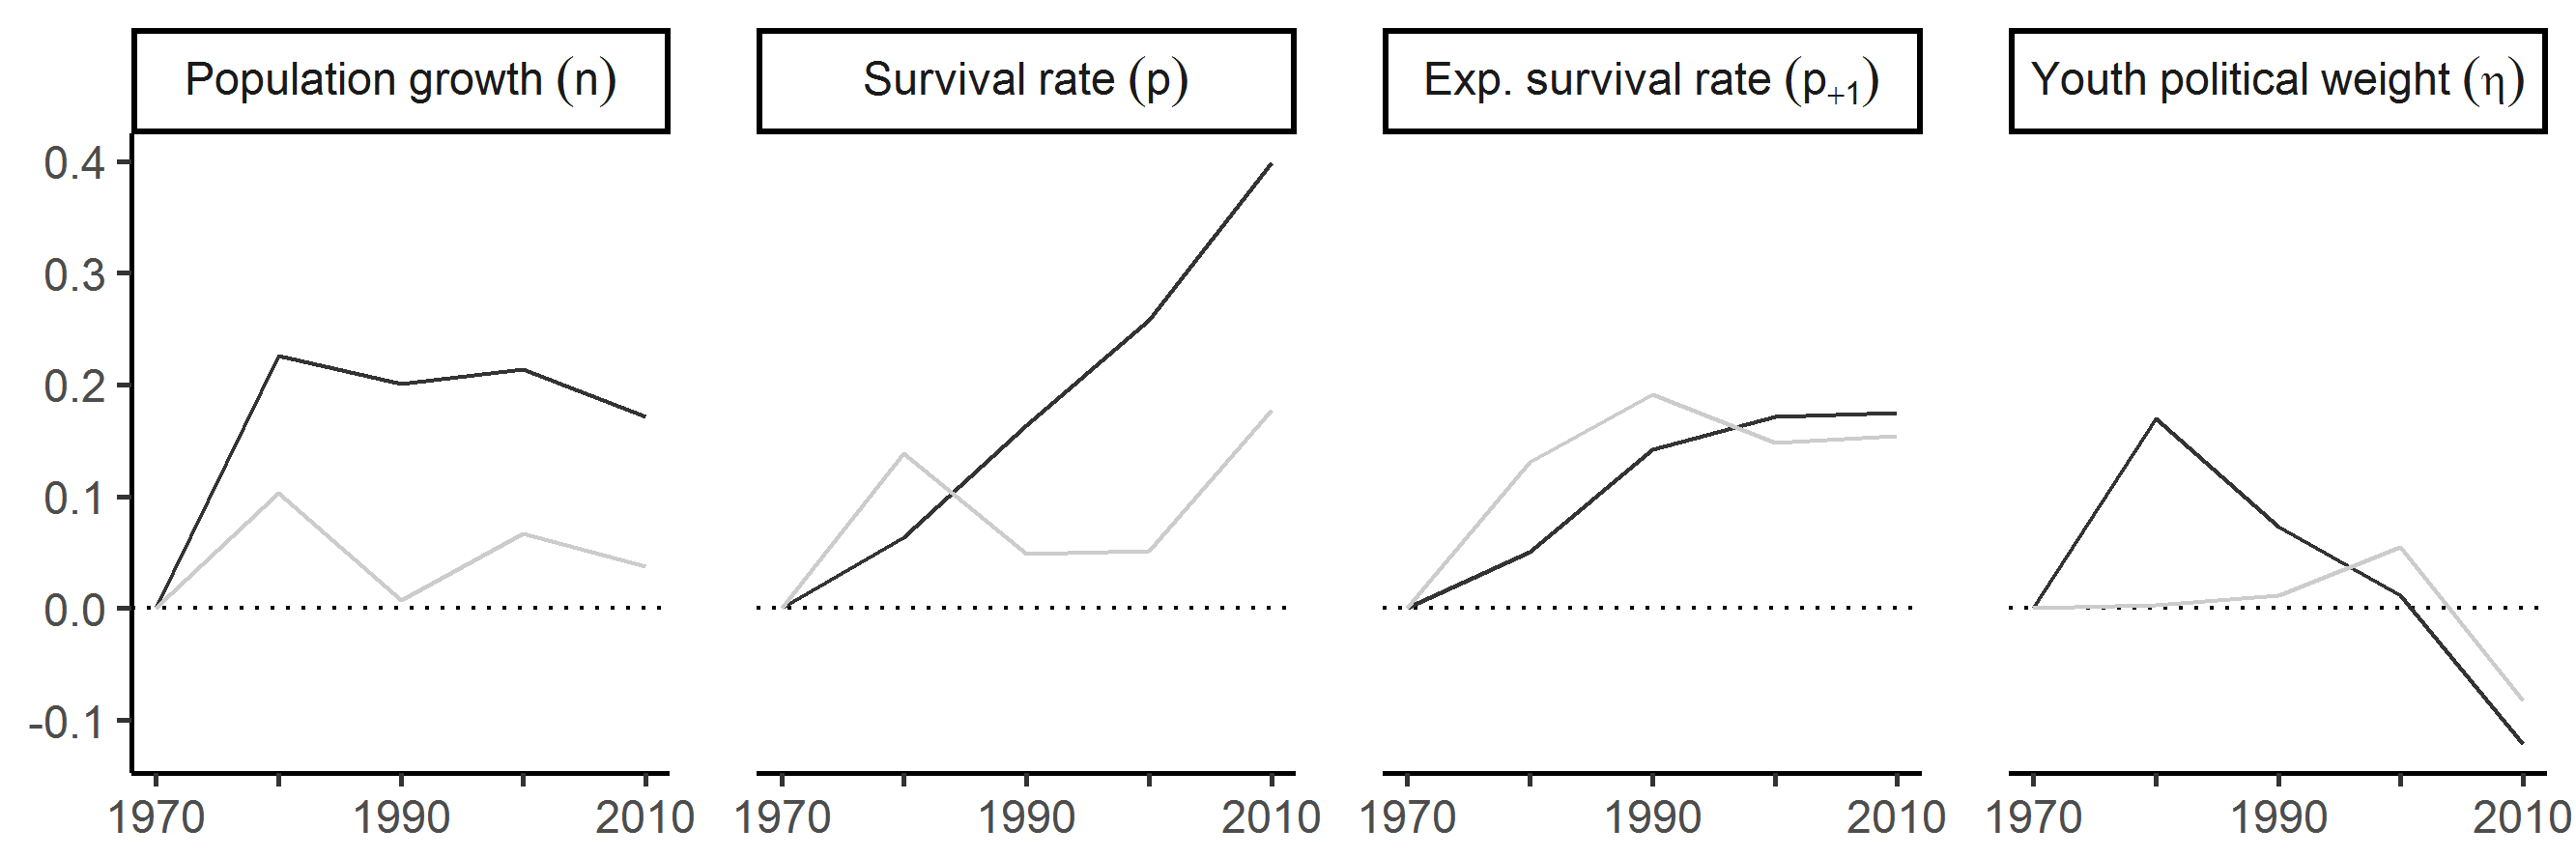 Population growth (n)
Survival rate (p)
Exp. survival rate (p+1)
Youth political weight (η)
0.4
0.3
0.2
0.1
0.0
-0.1
1970 1990 2010
1970 1990 2010
1970 1990 2010
1970 1990 2010